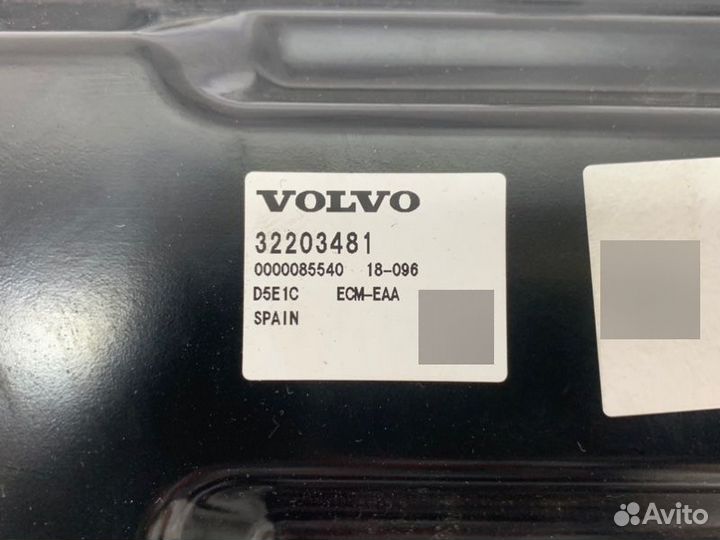 VOLVO
32203481
0000085540 18-096
D5E1C ECM-EAA
SPAIN
Avito